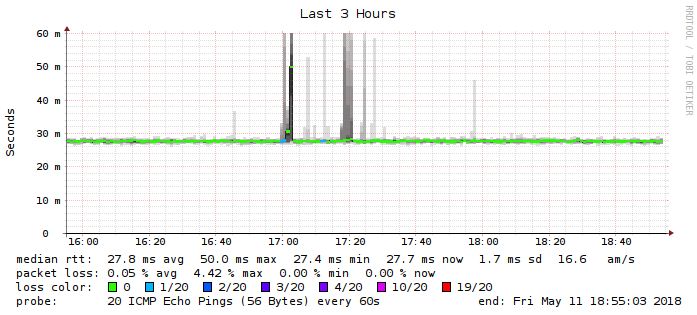 Last 3 Hours
RRDTOOL / TOBI OETIKER
Seconds
60 m
50 m
40 m
30 m
20 m
10 m
0
16:00 16:20 16:40 17:00 17:20 17:40 18:00 18:20 18:40
median rtt: 27.8 ms avg 50.0 ms max 27.4 ms min 27.7 ms now 1.7 ms sd 16.6 am/s
packet loss: 0.05 % avg 4.42 % max 0.00 % min 0.00 % now
loss color: 0 1/20 2/20 3/20 4/20 10/20 19/20
probe: 20 ICMP Echo Pings (56 Bytes) every 60s end: Fri May 11 18:55:03 2018